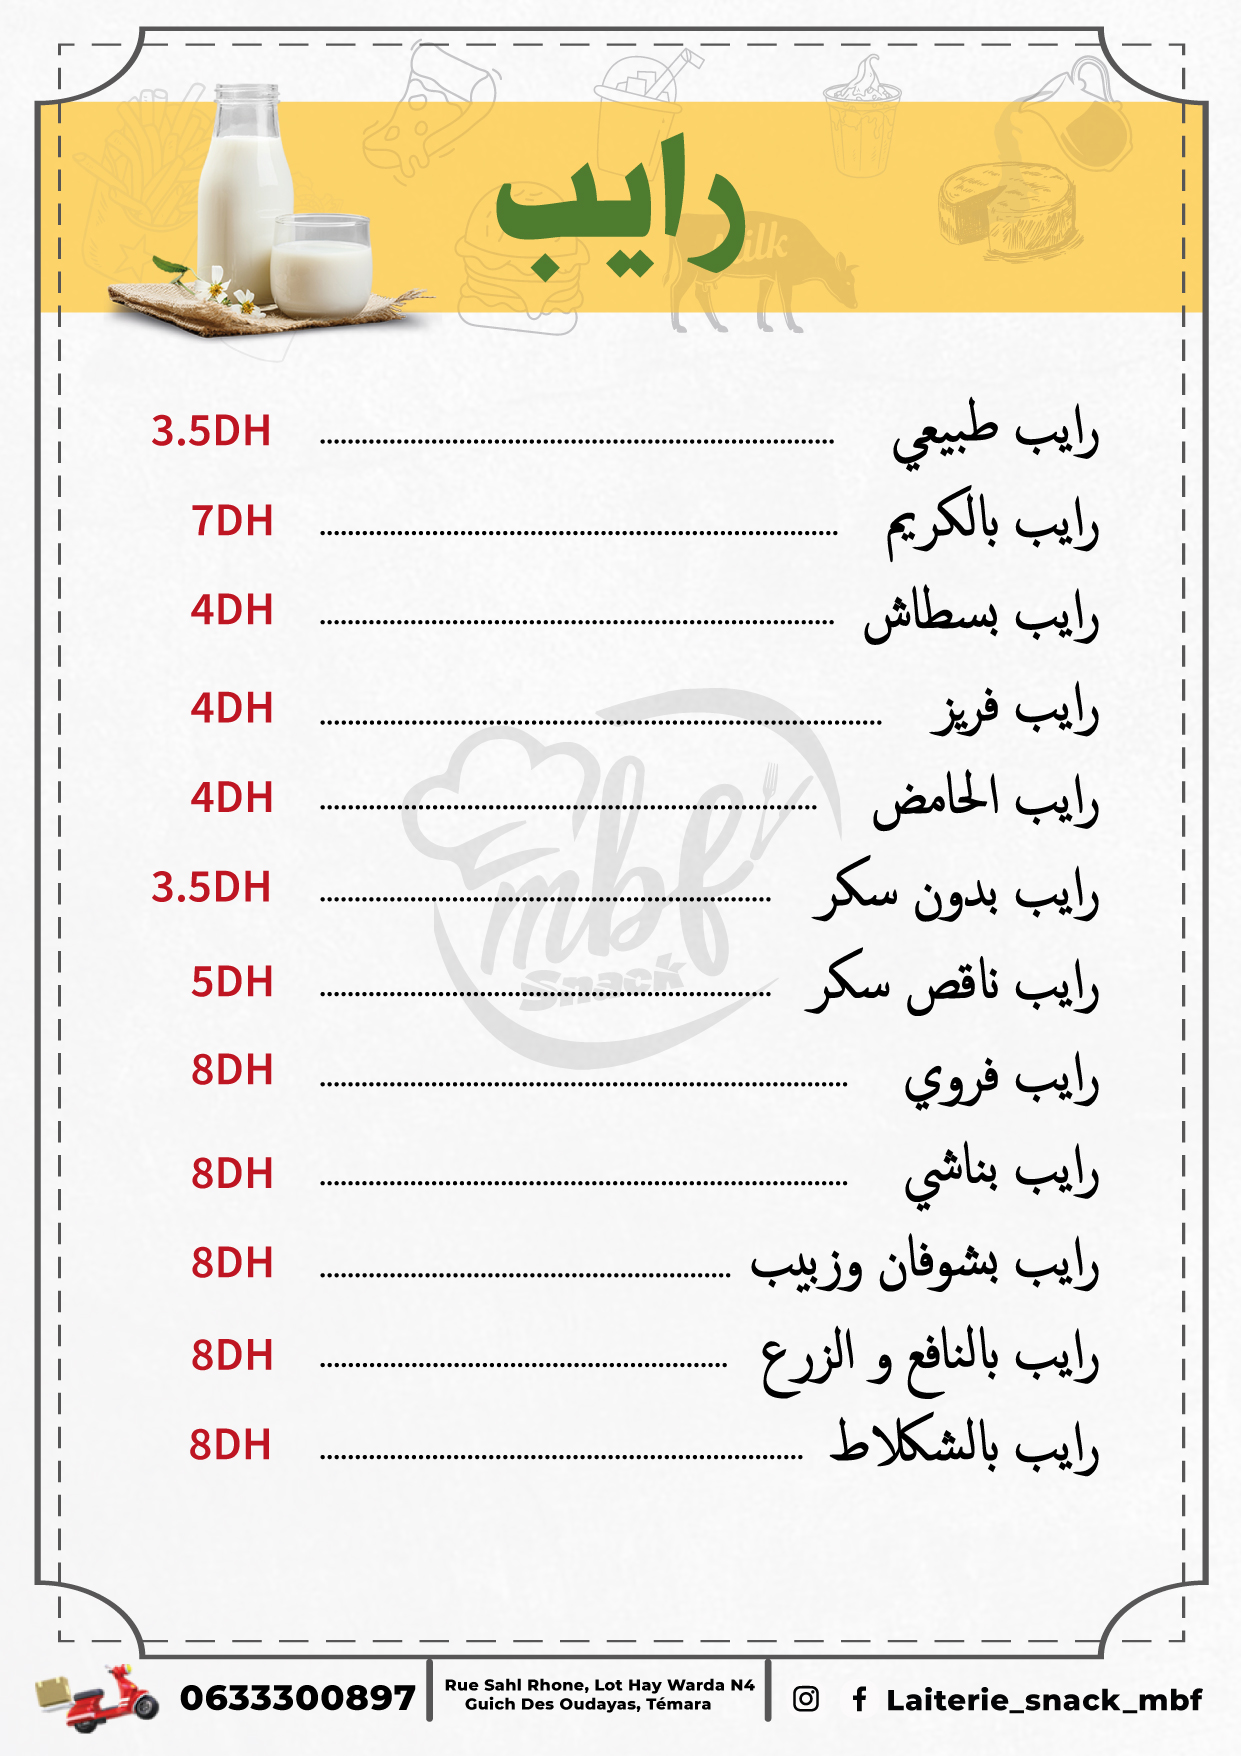 رايب
رايب طبيعي ........................ 3.5DH
رايب بالكريم ........................ 7DH
رايب بسطاش ........................ 4DH
رايب فريز ........................ 4DH
رايب الحامض ........................ 4DH
رايب بدون سكر ........................ 3.5DH
رايب ناقص سكر ........................ 5DH
رايب فروي ........................ 8DH
رايب بناشي ........................ 8DH
رايب بشوفان وزبيب ........................ 8DH
رايب بالنافع و الزرع ........................ 8DH
رايب بالشكلاط ........................ 8DH
mbf
Snack
Milk
0633300897
Rue Sahl Rhone, Lot Hay Warda N4
Guich Des Oudayas, Témara
Laiterie_snack_mbf